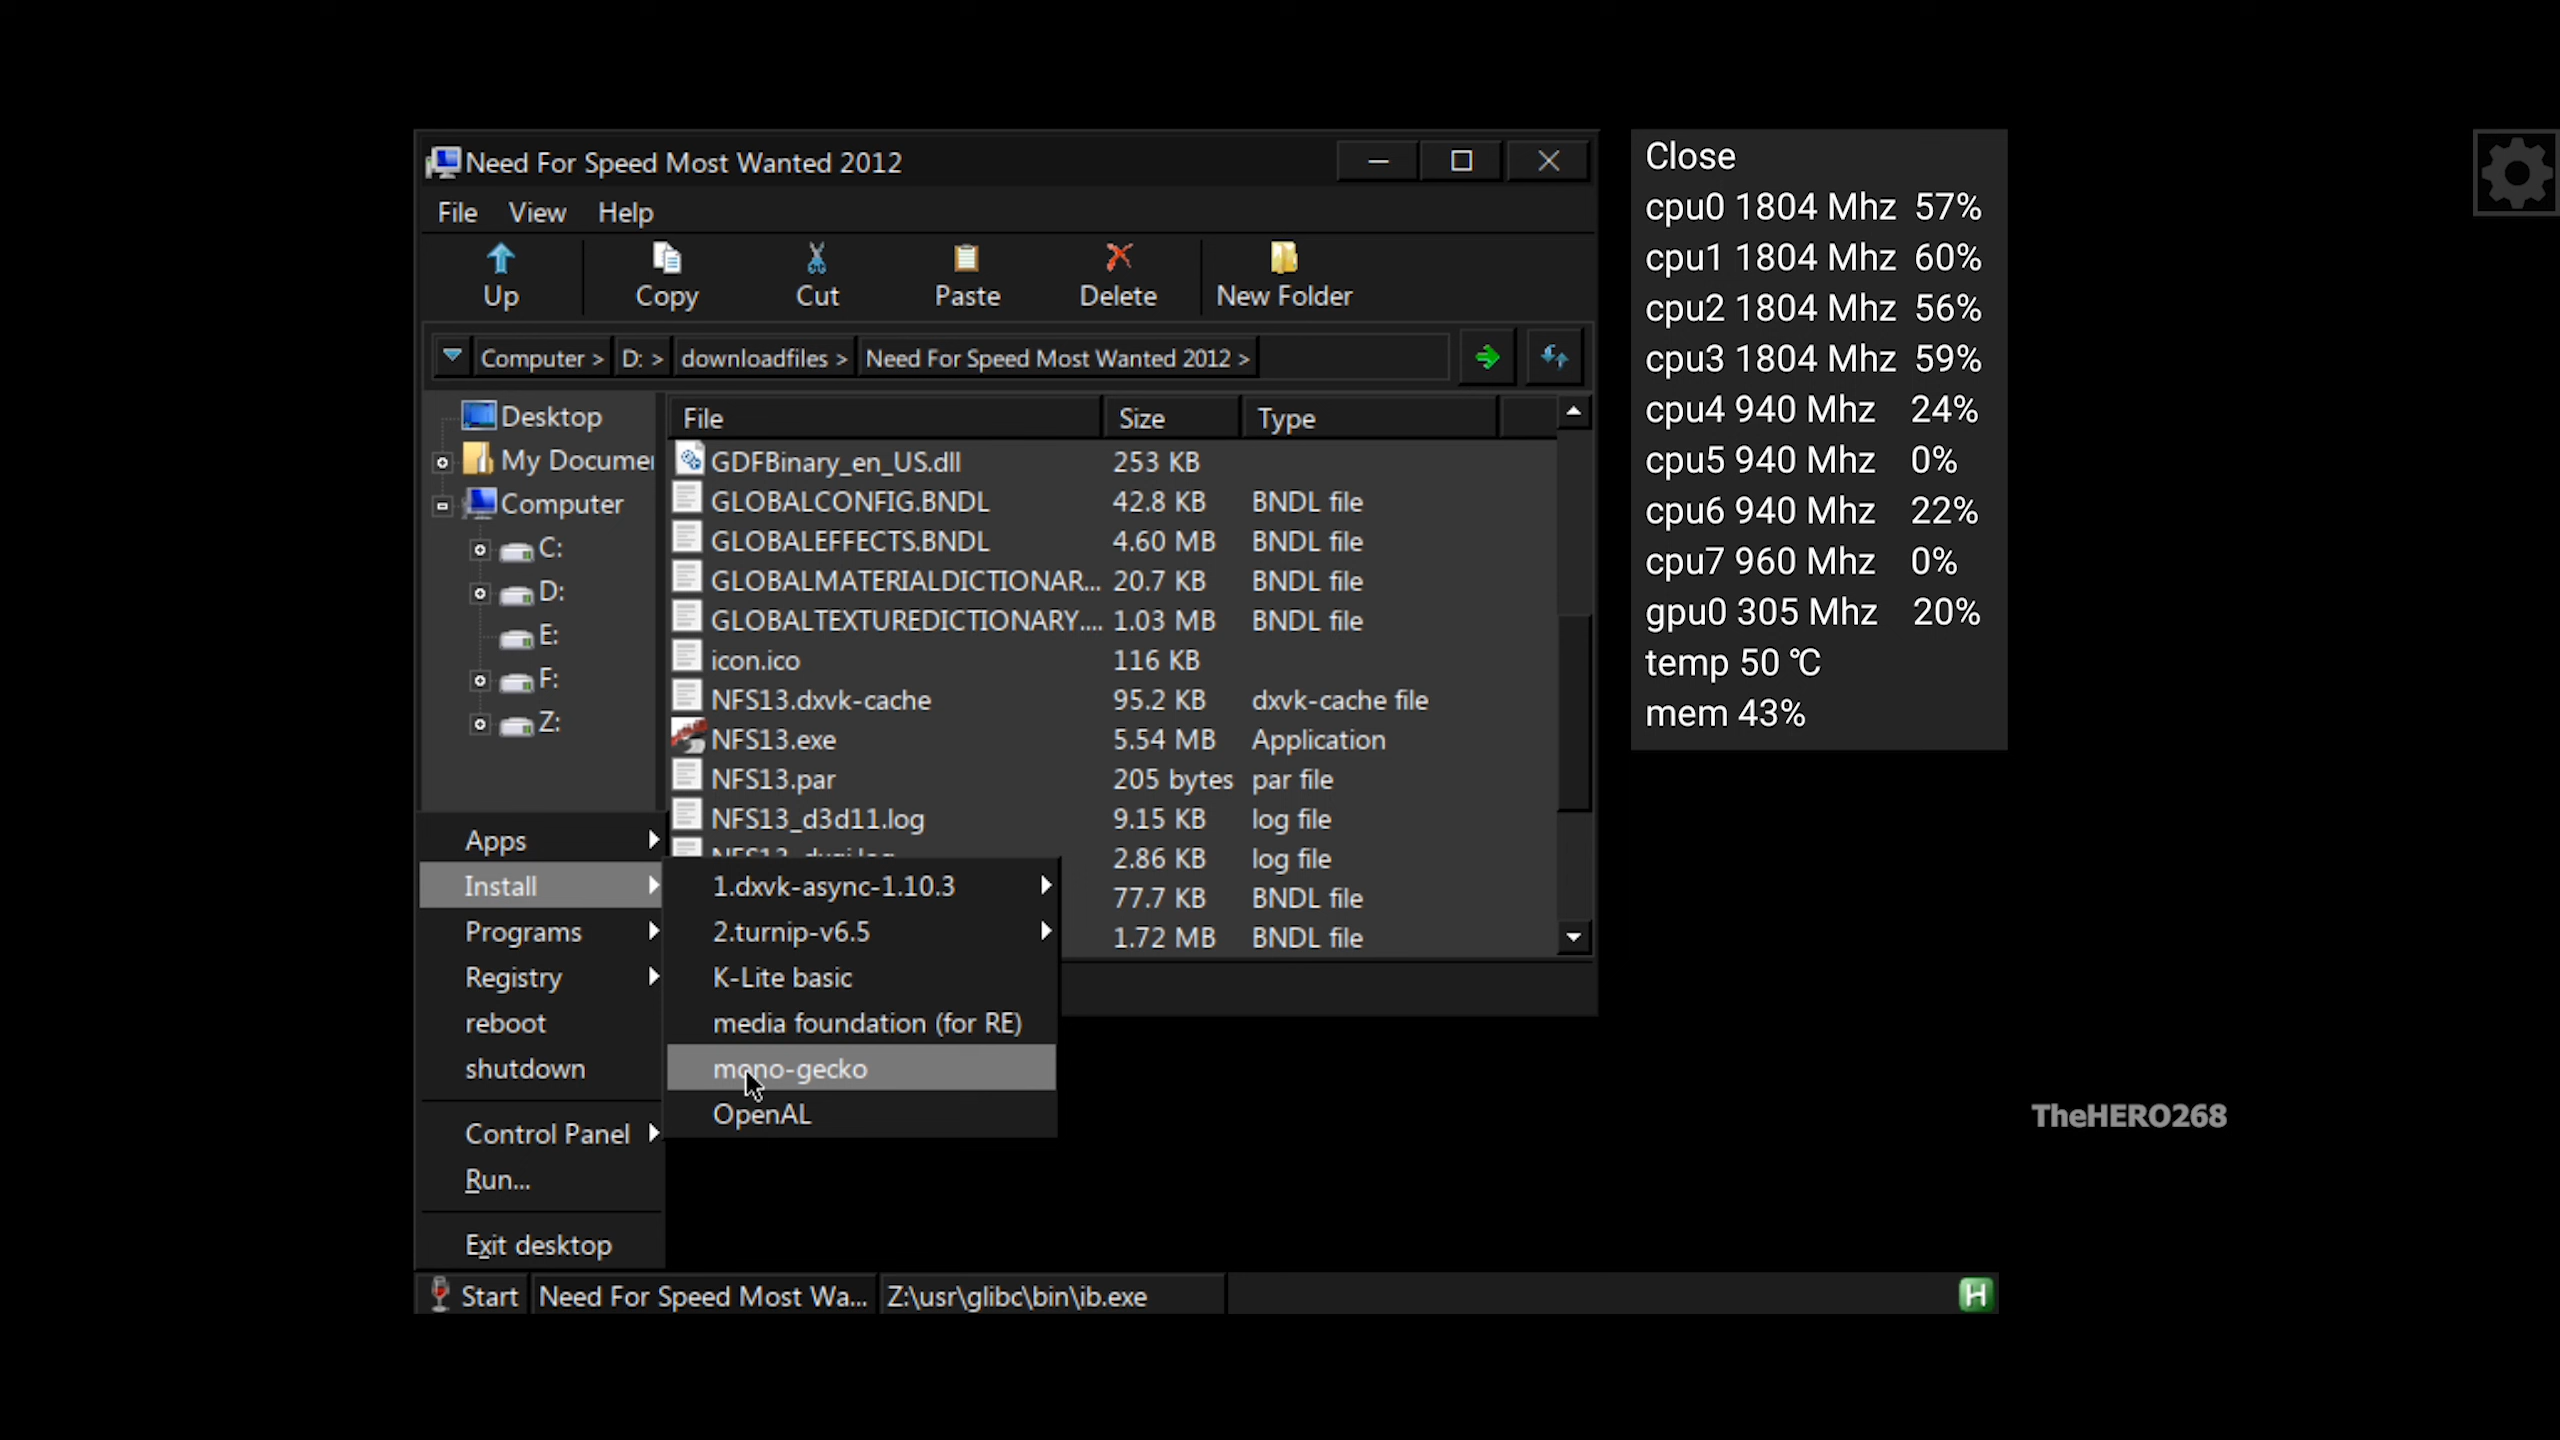 Need For Speed Most Wanted 2012
File View Help
Up Copy Cut Paste Delete New Folder
Computer > D: > downloadfiles > Need For Speed Most Wanted 2012 >
Desktop
My Documer
Computer
C:
D:
E:
F:
Z:
File Size Type
GDFBinary_en_US.dll 253 KB
GLOBALCONFIG.BNDL 42.8 KB BNDL file
GLOBALEFFECTS.BNDL 4.60 MB BNDL file
GLOBALMATERIALDICTIONAR... 20.7 KB BNDL file
GLOBALTEXTUREDICTIONARY.... 1.03 MB BNDL file
icon.ico 116 KB
NFS13.dxvk-cache 95.2 KB dxvk-cache file
NFS13.exe 5.54 MB Application
NFS13.par 205 bytes par file
NFS13_d3d11.log 9.15 KB log file
2.86 KB log file
77.7 KB BNDL file
1.72 MB BNDL file
Apps
Install
Programs
Registry
reboot
shutdown
Control Panel
Run...
Exit desktop
1.dxvk-async-1.10.3
2.turnip-v6.5
K-Lite basic
media foundation (for RE)
mono-gecko
OpenAL
Start Need For Speed Most Wa... Z:\usr\glibc\bin\ib.exe H
Close
cpu0 1804 Mhz 57%
cpu1 1804 Mhz 60%
cpu2 1804 Mhz 56%
cpu3 1804 Mhz 59%
cpu4 940 Mhz 24%
cpu5 940 Mhz 0%
cpu6 940 Mhz 22%
cpu7 960 Mhz 0%
gpu0 305 Mhz 20%
temp 50 ℃
mem 43%
TheHERO268